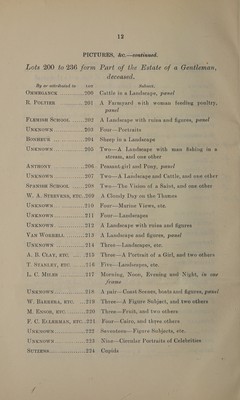 12
PICTURES, &c.—continued.
Lots 200 to 236 form Part of the Estate of a Gentleman,
deceased.
By or attributed to LOT Subject.
Ommeganck 200 Cattle in a Landscape, panel
B. Poutier 201 A Farmyard with woman feeding poultry,
panel
Flemish School 202 A Landscape with ruins and figures, panel
Unknown 203 Four—Portraits
Bonheur 204 Sheep in a Landscape
Unknown 205 Two—A Landscape with man fishing in a
stream, and one other
Anthony 206 Peasant-girl and Pony, panel
Unknown 207 Two—A Landscape and Cattle, and one other
Spanish School 208 Two—The Vision of a Saint, and one other
W. A. Steevens, etc. 209 A Cloudy Day on the Thames
Unknown 210 Four—Marine Views, etc.
Unknown 211 Four—Landscapes
Unknown 212 A Landscape with ruins and figures
Van Worrell 213 A Landscape and figures, panel
Unknown 214 Three—Landscapes, etc.
A. B. Clay, etc. 215 Three—A Portrait of a Girl, and two others
T. Stanley, etc 216 Five—Landscapes, etc.
L. C. Miles 217 Morning, Noon, Evening and Night, in one
frame
Unknown 218 A pair—Coast Scenes, boats and figures, panel
W. Barbera, etc. 219 Three—A Figure Subject, and two others
M. Ensor, etc. 220 Three—Fruit, and two others
F. C. Ellerman, etc. 221 Four—Cairo, and three others
Unknown 222 Seventeen—Figure Subjects, etc.
Unknown 223 Nine—Circular Portraits of Celebrities
Sutzens 224 Cupids